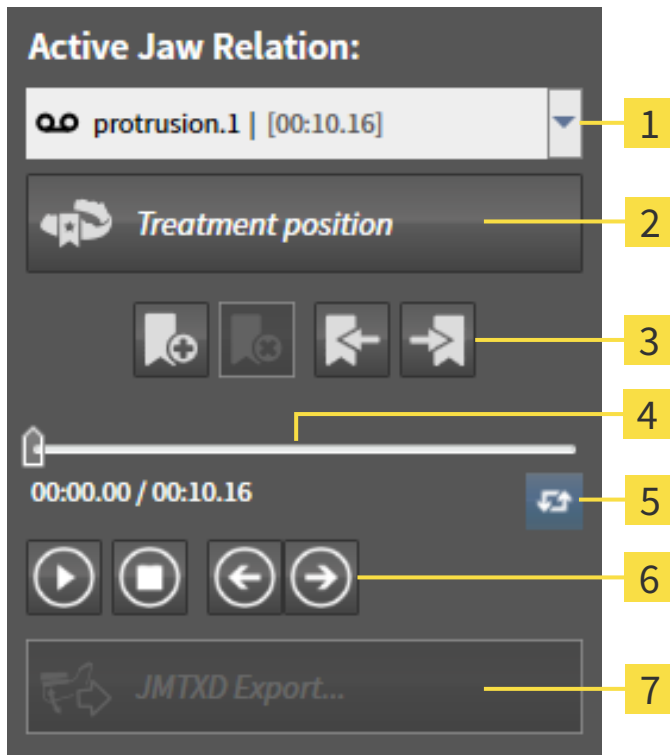 Active Jaw Relation:
protrusion.1 | [00:10.16]
1
Treatment position
2
3
4
00:00.00 / 00:10.16
5
6
JMTXD Export...
7